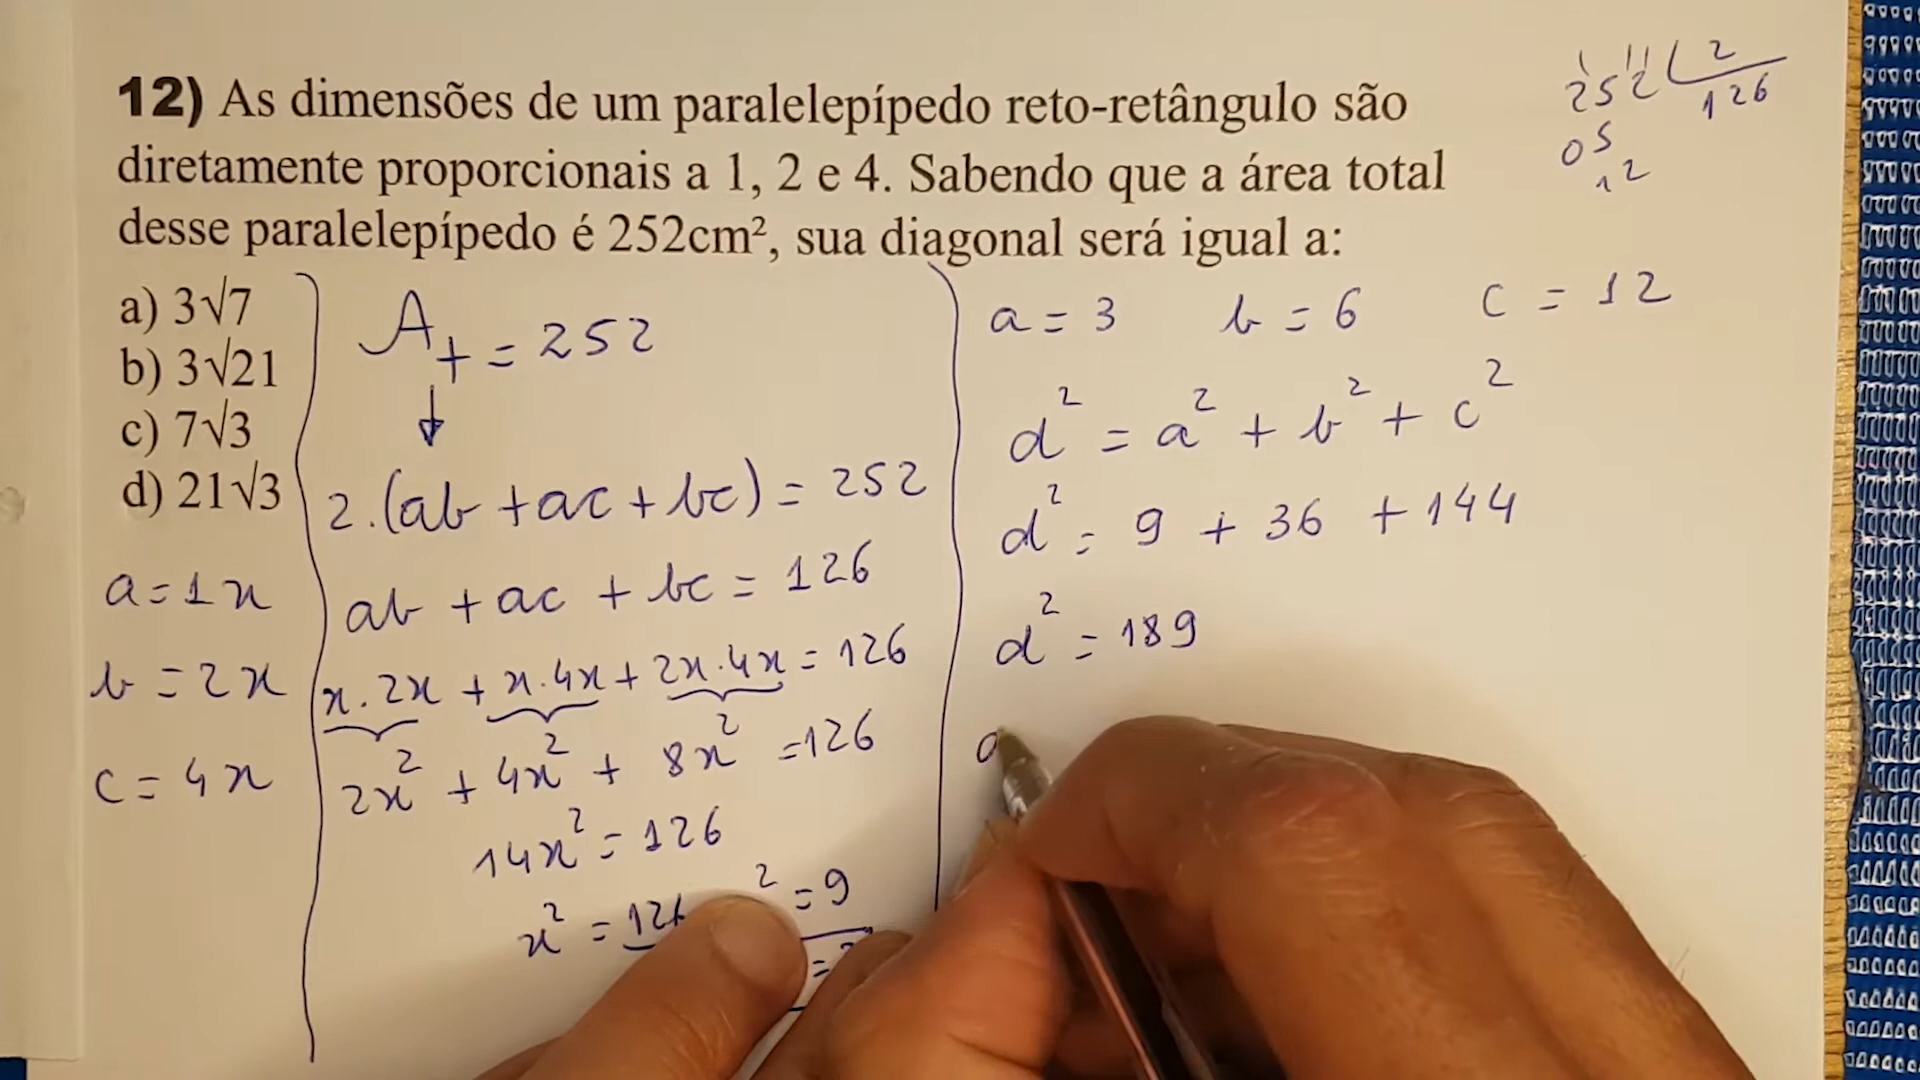 12) As dimensões de um paralelepípedo reto-retângulo são
diretamente proporcionais a 1, 2 e 4. Sabendo que a área total
desse paralelepípedo é 252cm², sua diagonal será igual a:
a) 3√7
b) 3√21
c) 7√3
d) 21√3
a = 1x
b = 2x
c = 4x
A_t = 252
↓
2.(ab + ac + bc) = 252
ab + ac + bc = 126
x.2x + x.4x + 2x.4x = 126
2x² + 4x² + 8x² = 126
14x² = 126
x² = 126
² = 9
=
a = 3 b = 6 c = 12
d² = a² + b² + c²
d² = 9 + 36 + 144
d² = 189
252 2
05 126
12